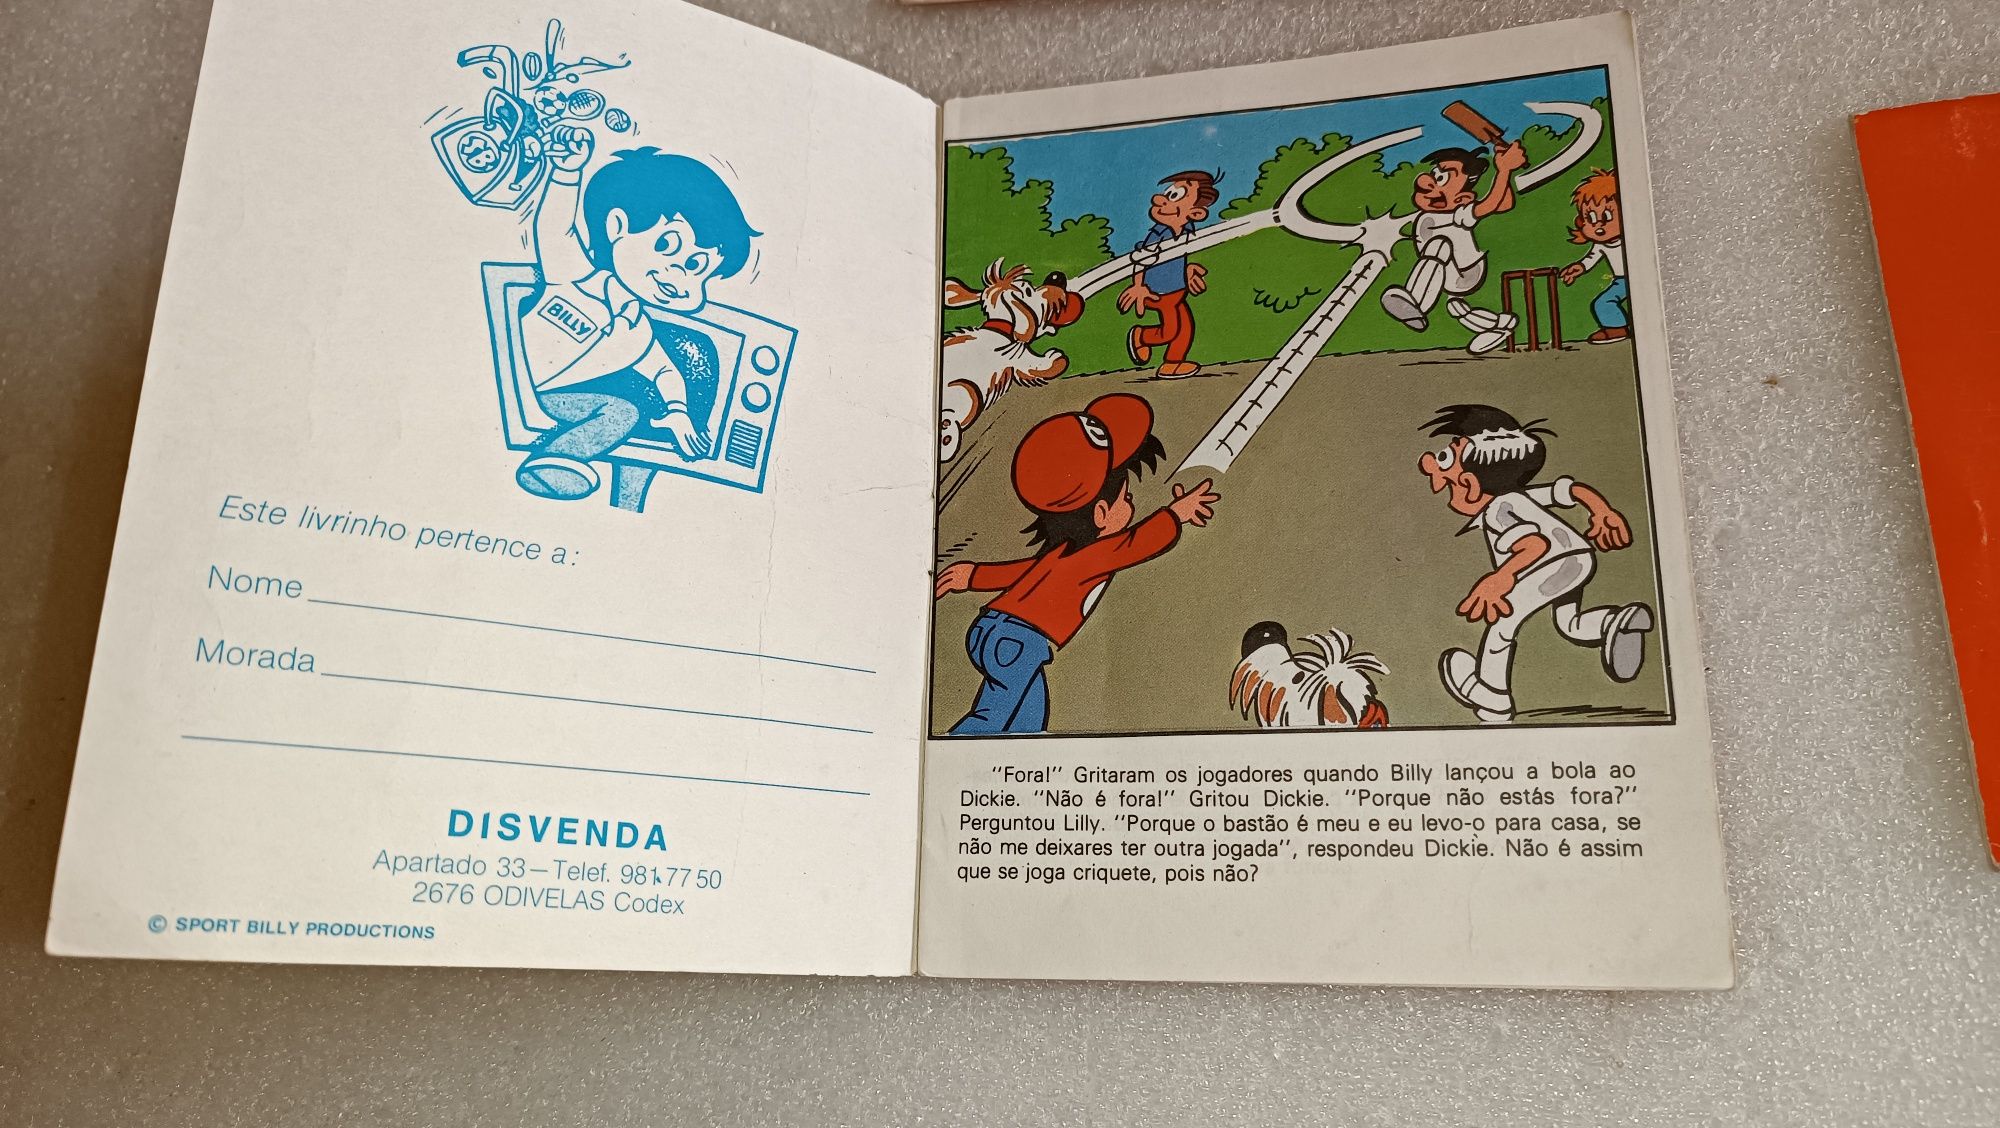 SB
BILLY
Este livrinho pertence a:
Nome
Morada
DISVENDA
Apartado 33 — Telef. 981 77 50
2676 ODIVELAS Codex
© SPORT BILLY PRODUCTIONS
"Fora!" Gritaram os jogadores quando Billy lançou a bola ao
Dickie. "Não é fora!" Gritou Dickie. "Porque não estás fora?"
Perguntou Lilly. "Porque o bastão é meu e eu levo-o para casa, se
não me deixares ter outra jogada", respondeu Dickie. Não é assim
que se joga criquete, pois não?